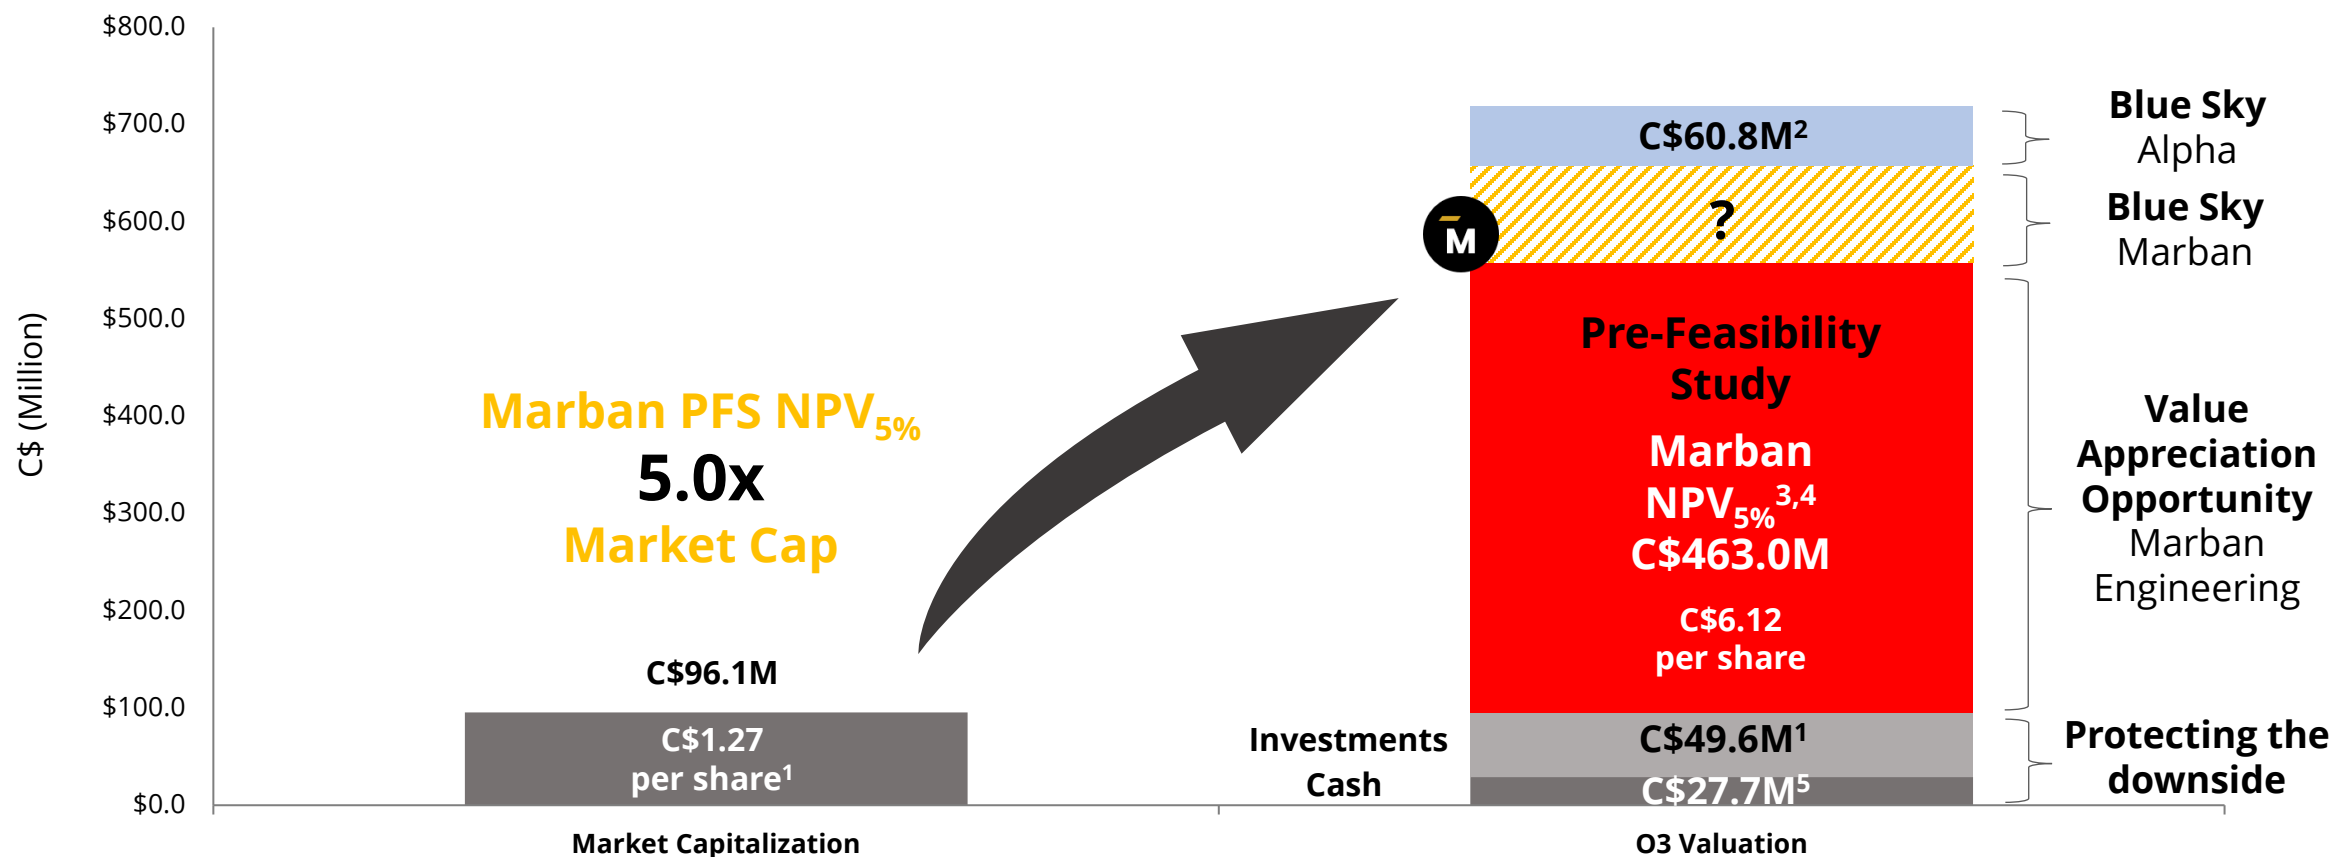 $800.0
$700.0
$600.0
$500.0
$400.0
$300.0
$200.0
$100.0
$0.0
C$ (Million)
Marban PFS NPV5%
5.0x
Market Cap
C$96.1M
C$1.27
per share1
Market Capitalization
Investments
Cash
M
C$60.8M2
?
Pre-Feasibility
Study
Marban
NPV5%3,4
C$463.0M
C$6.12
per share
C$49.6M1
C$27.7M5
O3 Valuation
Blue Sky
Alpha
Blue Sky
Marban
Value
Appreciation
Opportunity
Marban
Engineering
Protecting the
downside